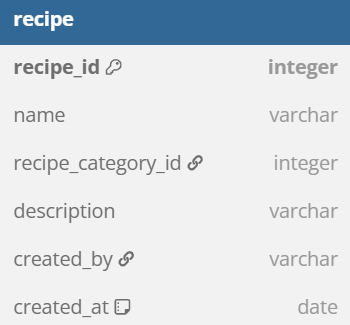 recipe
recipe_id integer
name varchar
recipe_category_id integer
description varchar
created_by varchar
created_at date